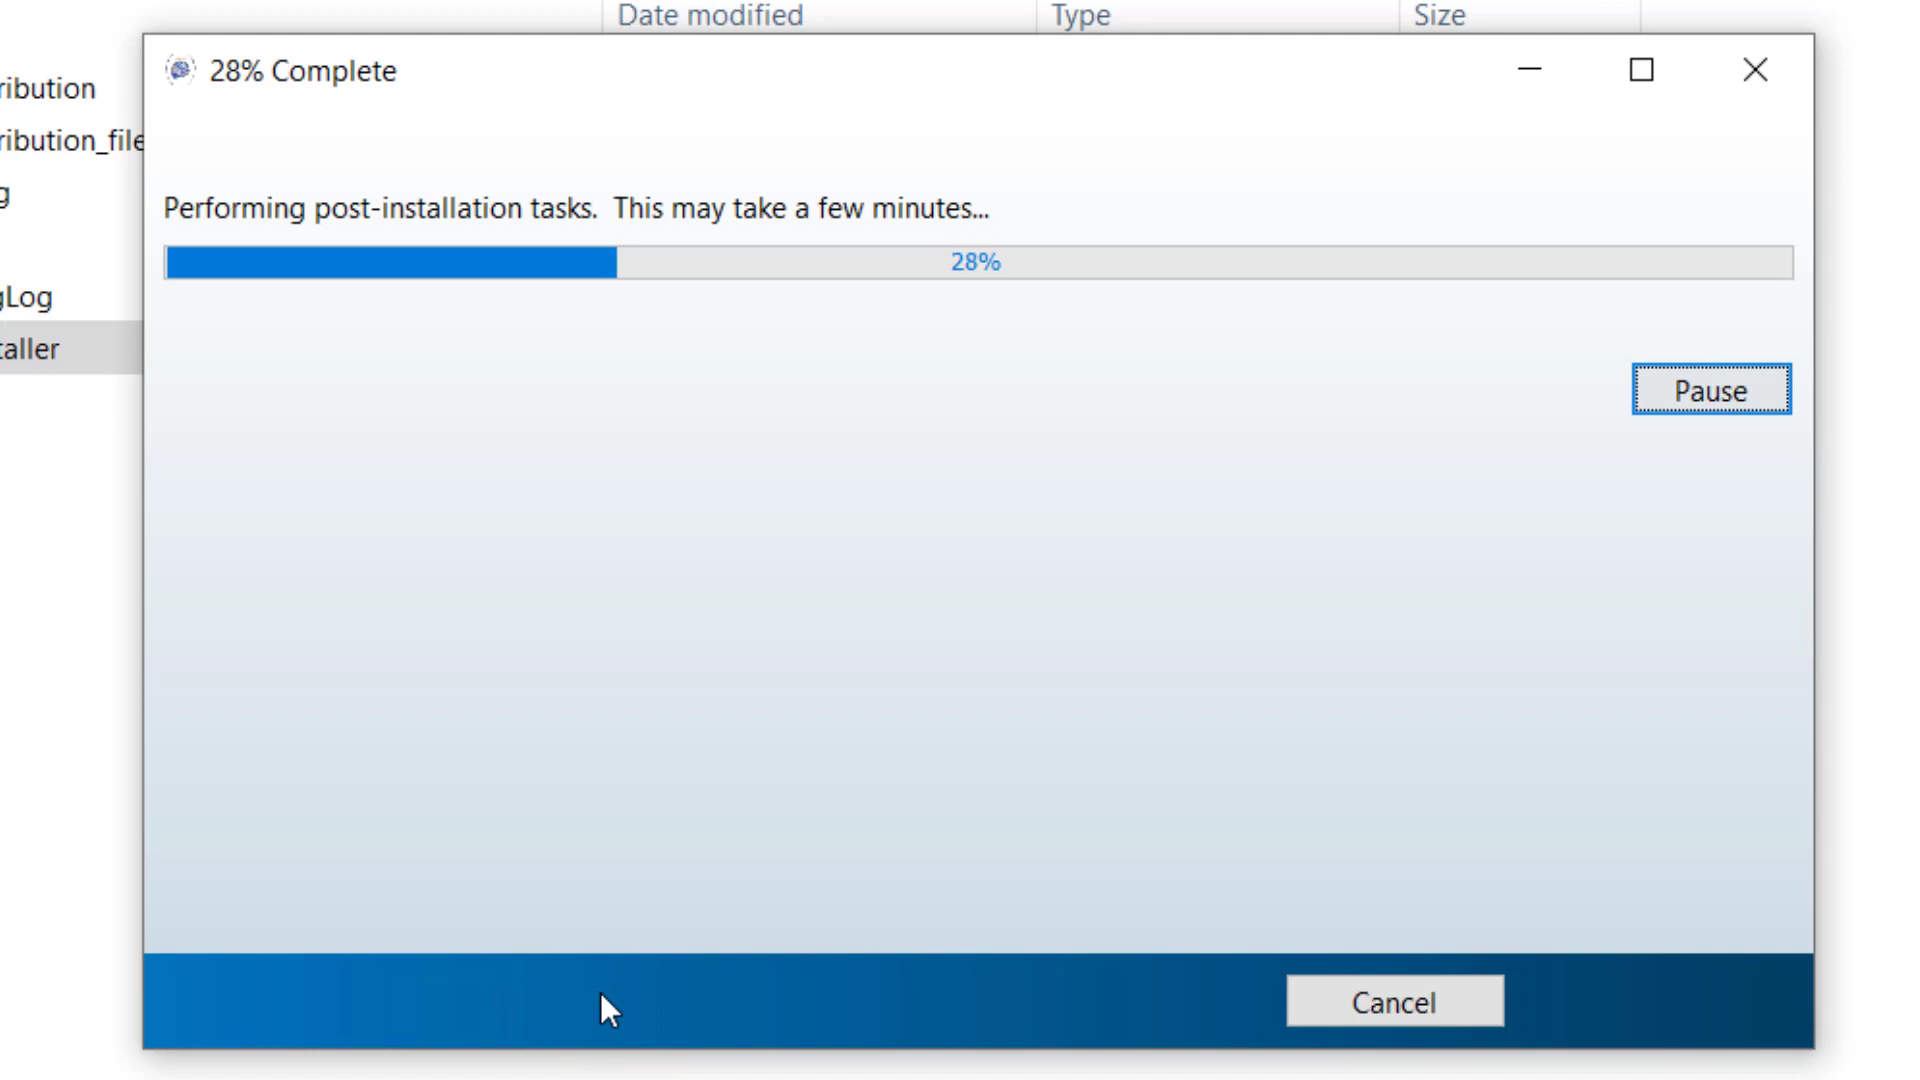 Date modified Type Size
28% Complete
ribution
ribution_file
g
Performing post-installation tasks.  This may take a few minutes...
28%
gLog
taller
Pause
Cancel